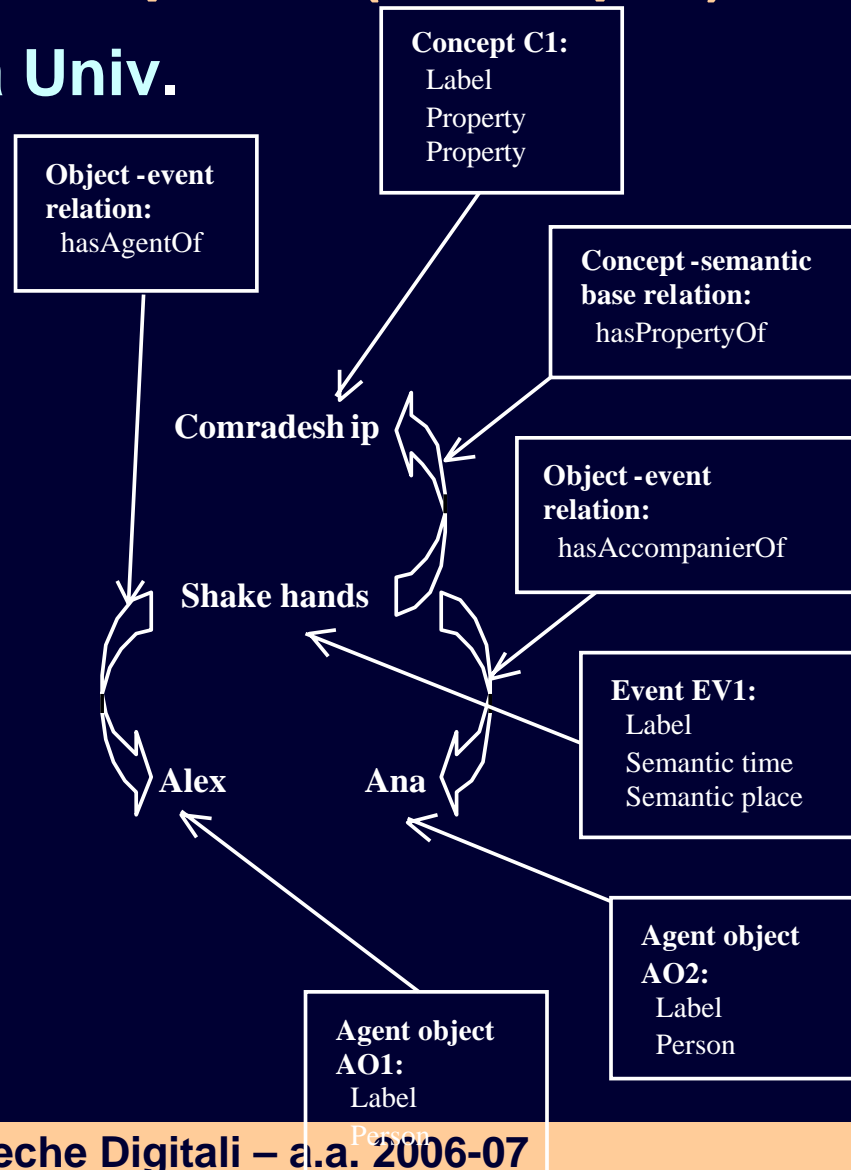 Univ.
Concept C1:
Label
Property
Property
Object -event
relation:
hasAgentOf
Concept -semantic
base relation:
hasPropertyOf
Comradesh ip
Object -event
relation:
hasAccompanierOf
Shake hands
Event EV1:
Label
Semantic time
Semantic place
Alex
Ana
Agent object
AO2:
Label
Person
Agent object
AO1:
Label
Person
eche Digitali – a.a. 2006-07